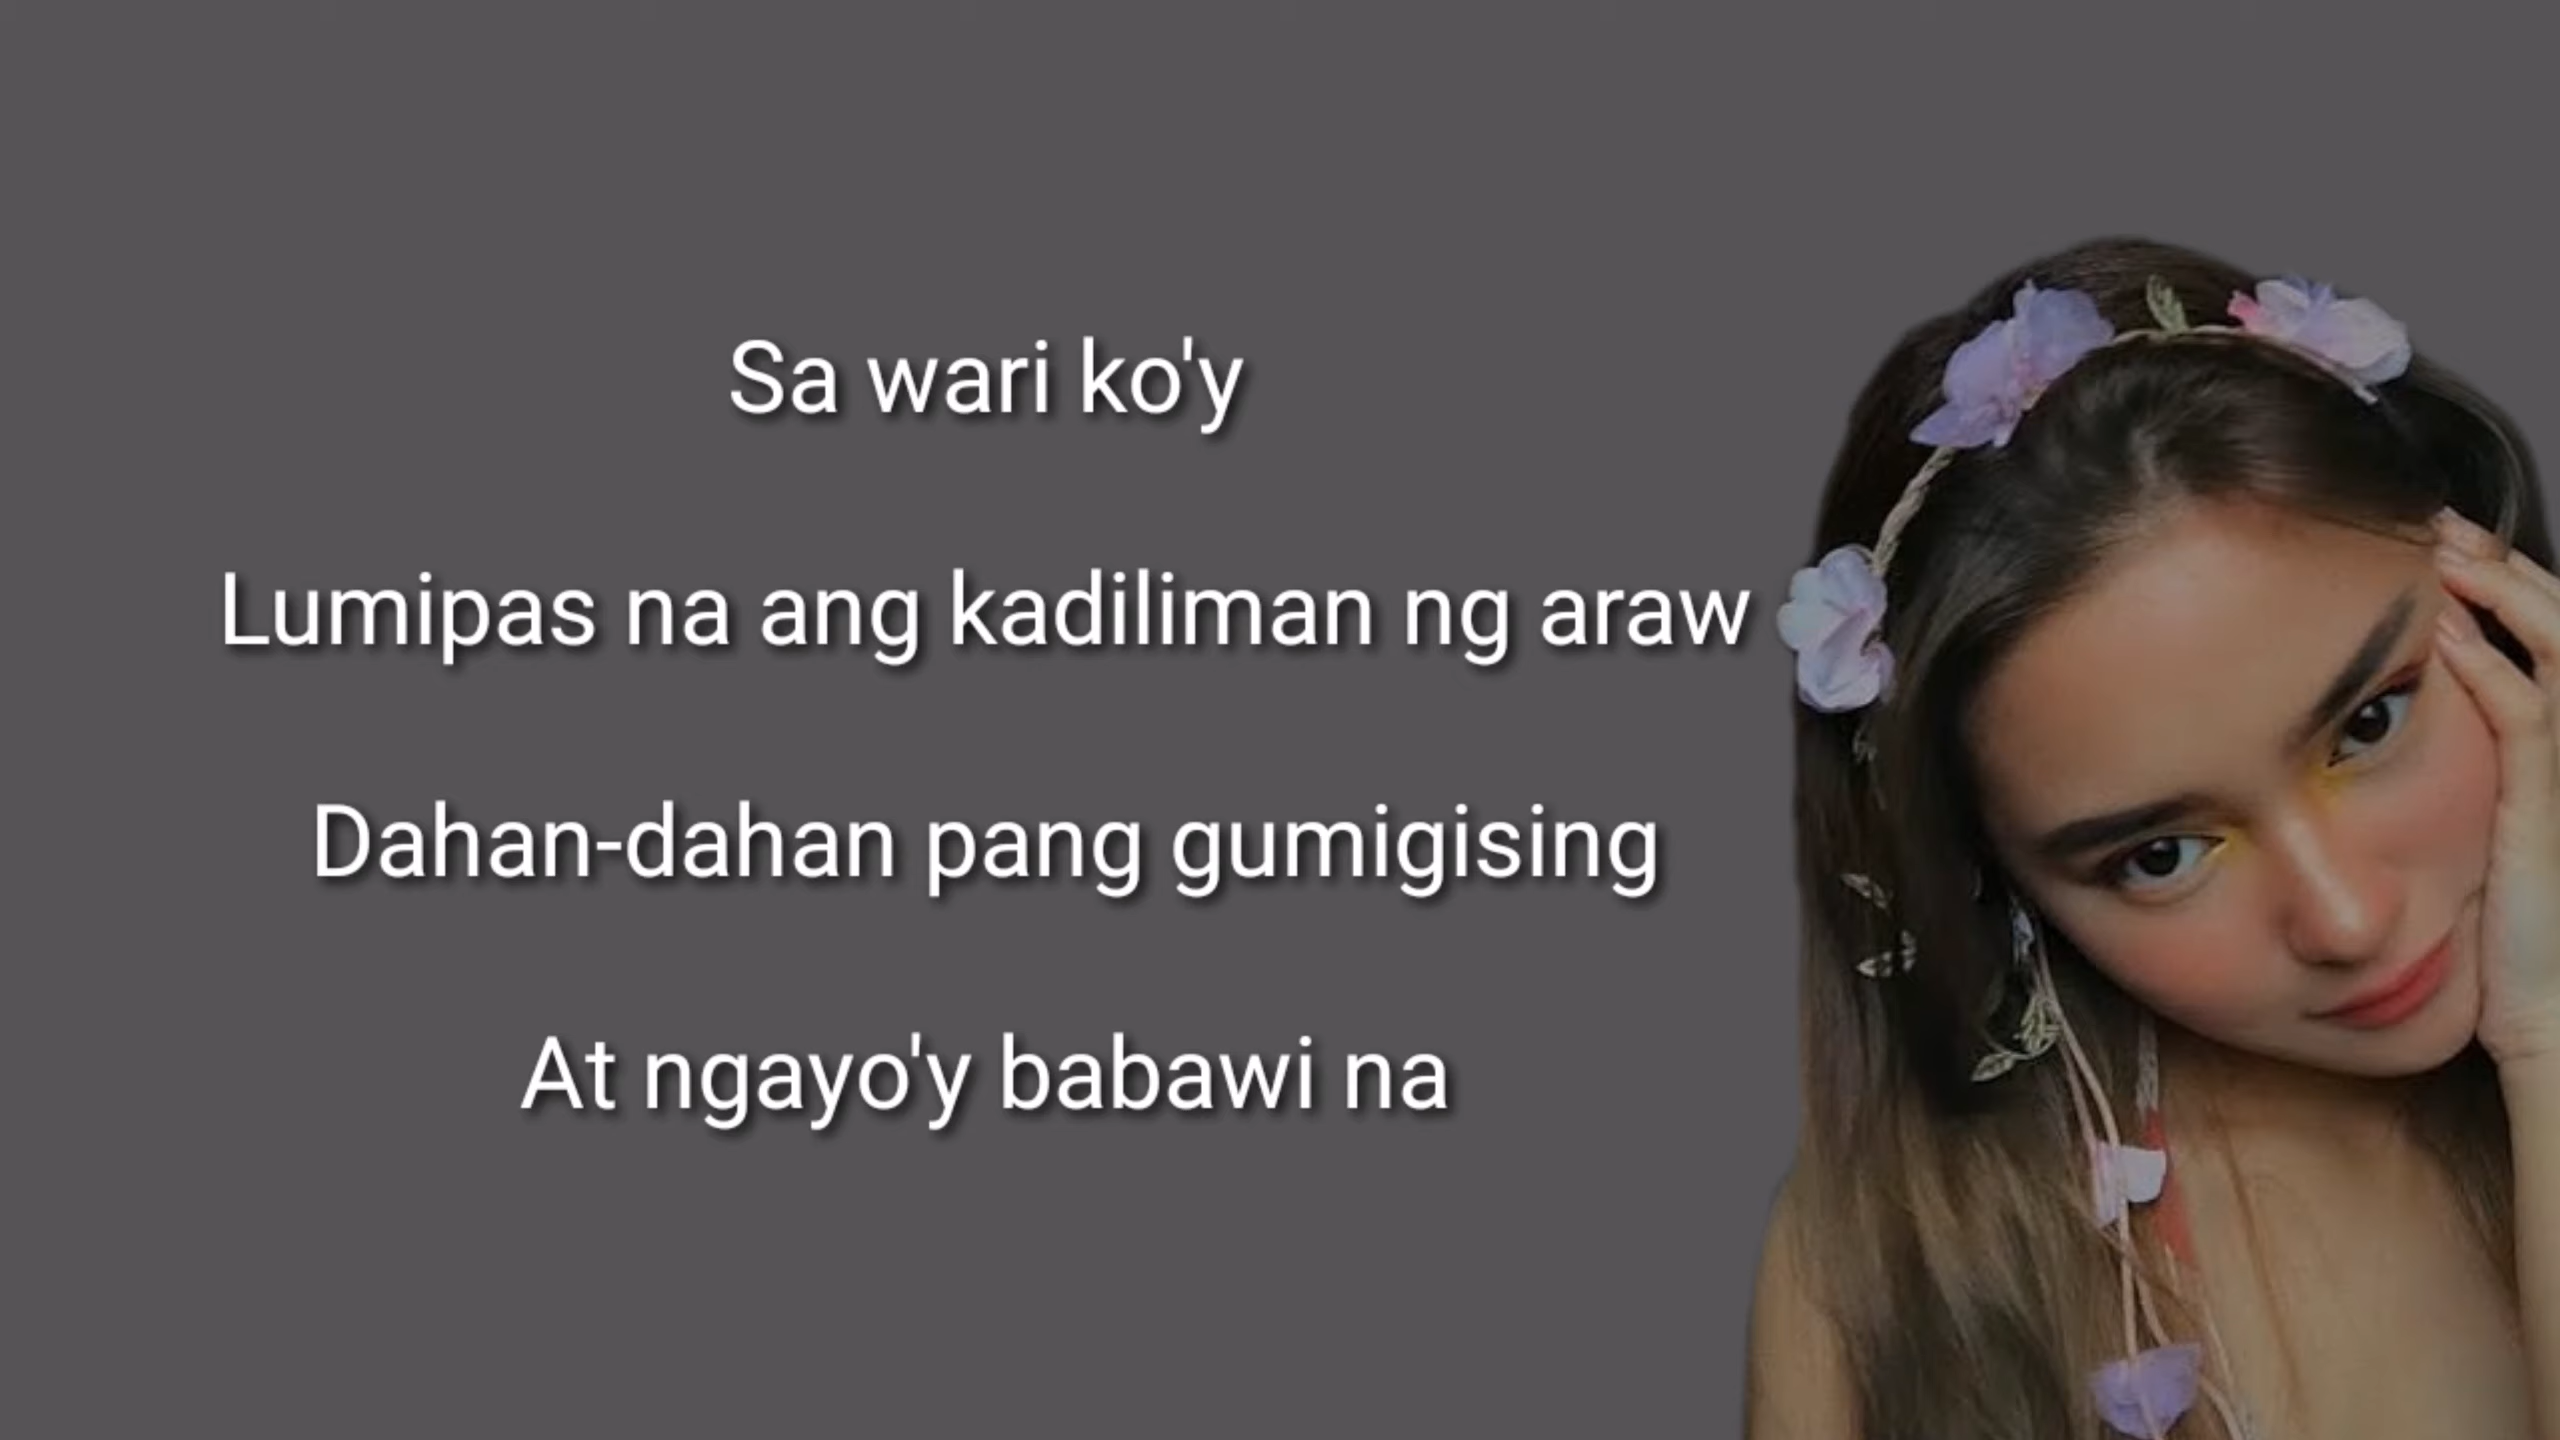 Sa wari ko'y
Lumipas na ang kadiliman ng araw
Dahan-dahan pang gumigising
At ngayo'y babawi na